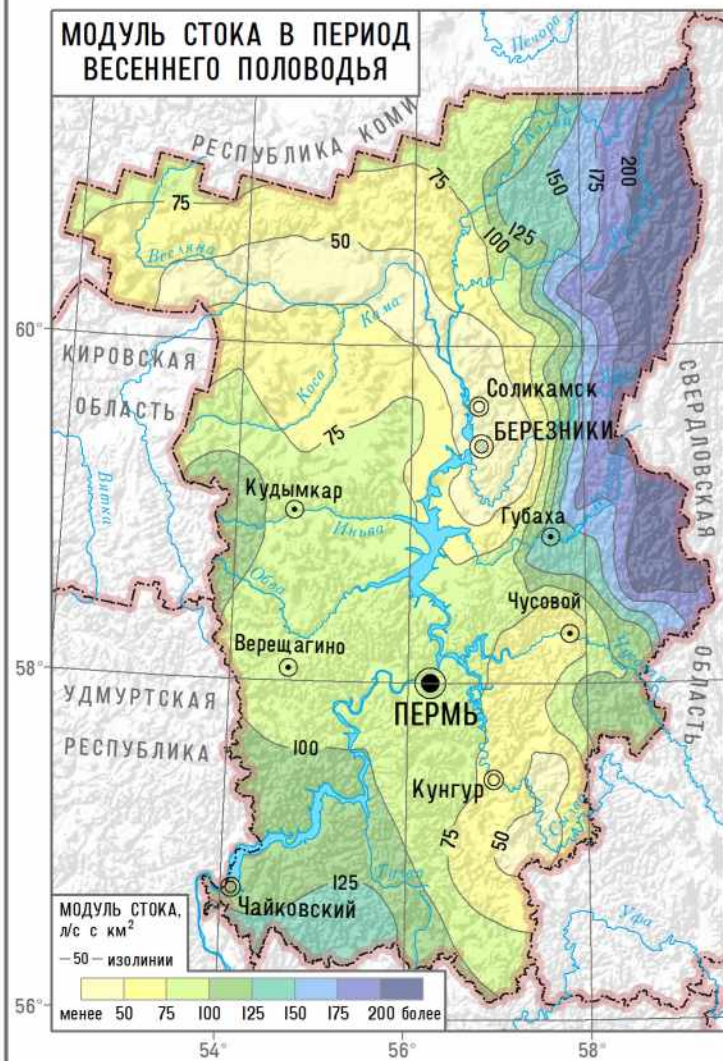 МОДУЛЬ СТОКА В ПЕРИОД
ВЕСЕННЕГО ПОЛОВОДЬЯ
Печора
РЕСПУБЛИКА КОМИ
75
75
150
175
200
125
100
Весляна
50
Кама
60°
КИРОВСКАЯ
ОБЛАСТЬ
Коса
Соликамск
БЕРЕЗНИКИ
75
СВЕРДЛОВСКАЯ
ОБЛАСТЬ
Вятка
Кудымкар
Иньва
Губаха
Обва
Чусовой
Верещагино
58°
ПЕРМЬ
УДМУРТСКАЯ
РЕСПУБЛИКА
100
Кунгур
75
50
125
Чайковский
Уфа
МОДУЛЬ СТОКА,
л/с с км²
—50— изолинии
менее 50 75 100 125 150 175 200 более
56°
54° 56° 58°